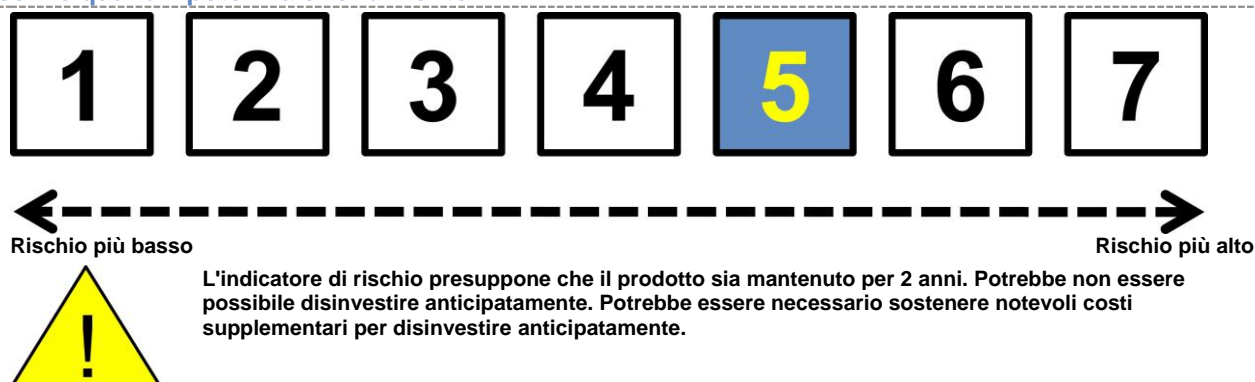 1 2 3 4 5 6 7
Rischio più basso Rischio più alto
L'indicatore di rischio presuppone che il prodotto sia mantenuto per 2 anni. Potrebbe non essere
possibile disinvestire anticipatamente. Potrebbe essere necessario sostenere notevoli costi
supplementari per disinvestire anticipatamente.
!